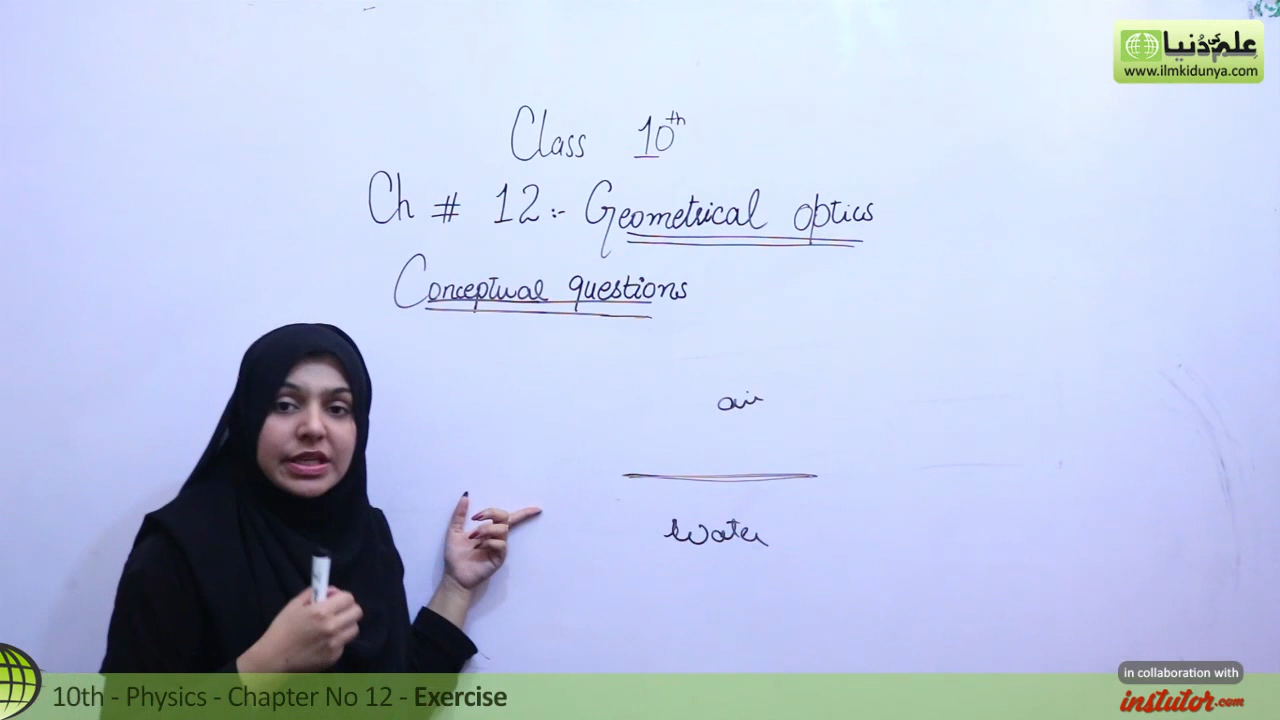 علم کی دُنیا
www.ilmkidunya.com
Class 10th
Ch # 12:- Geometrical optics
Conceptual questions
air
Water
10th - Physics - Chapter No 12 - Exercise
in collaboration with
instutor.com